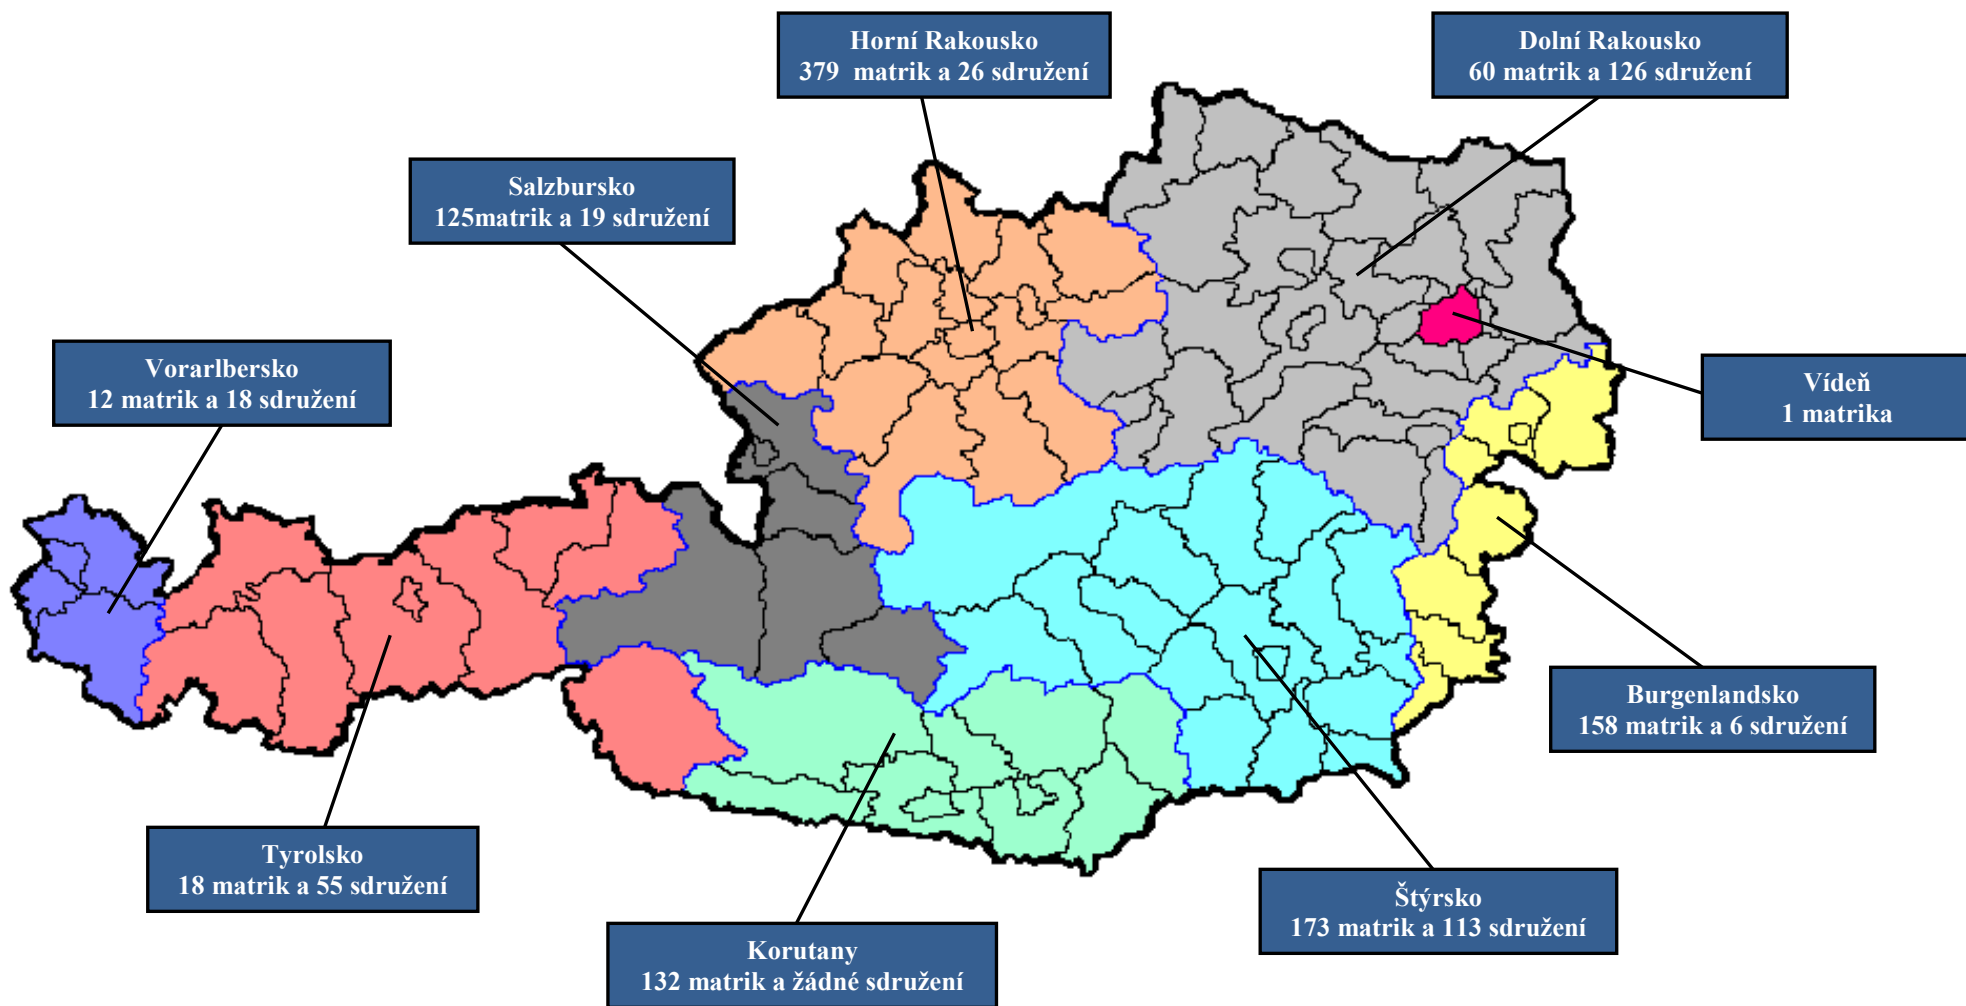 Horní Rakousko
379 matrik a 26 sdružení
Dolní Rakousko
60 matrik a 126 sdružení
Salzbursko
125matrik a 19 sdružení
Vorarlbersko
12 matrik a 18 sdružení
Vídeň
1 matrika
Burgenlandsko
158 matrik a 6 sdružení
Tyrolsko
18 matrik a 55 sdružení
Štýrsko
173 matrik a 113 sdružení
Korutany
132 matrik a žádné sdružení